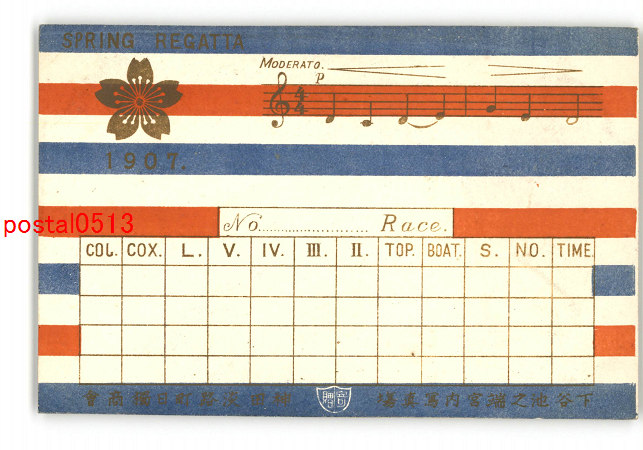 SPRING REGATTA
MODERATO.
P
1907.
postal0513
No. Race.
COL. COX. L. V. IV. III. II. TOP. BOAT. S. NO. TIME.
下谷池之端宮内寫真場